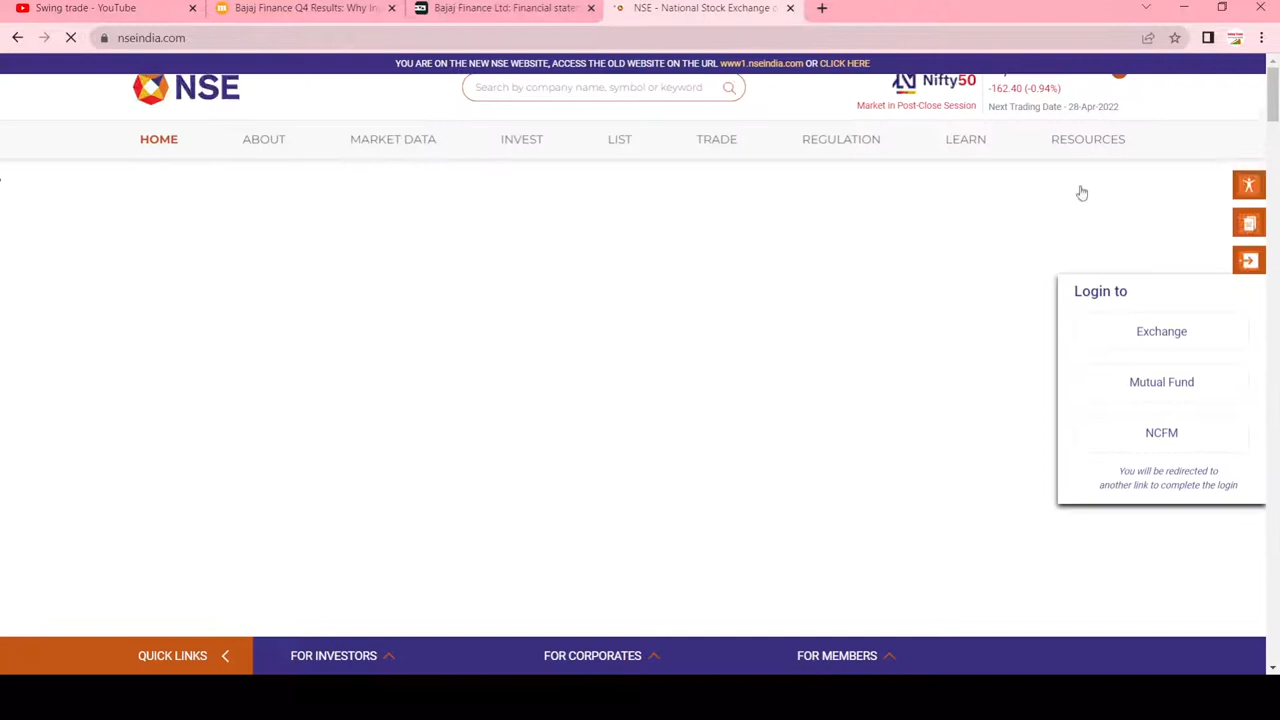 Swing trade - YouTube
Bajaj Finance Q4 Results: Why In
Bajaj Finance Ltd: Financial staten
NSE - National Stock Exchange o
nseindia.com
YOU ARE ON THE NEW NSE WEBSITE, ACCESS THE OLD WEBSITE ON THE URL www1.nseindia.com OR CLICK HERE
NSE
Search by company name, symbol or keyword
Nifty50
-162.40 (-0.94%)
Market in Post-Close Session
Next Trading Date - 28-Apr-2022
HOME
ABOUT
MARKET DATA
INVEST
LIST
TRADE
REGULATION
LEARN
RESOURCES
Login to
Exchange
Mutual Fund
NCFM
You will be redirected to
another link to complete the login
QUICK LINKS
FOR INVESTORS
FOR CORPORATES
FOR MEMBERS